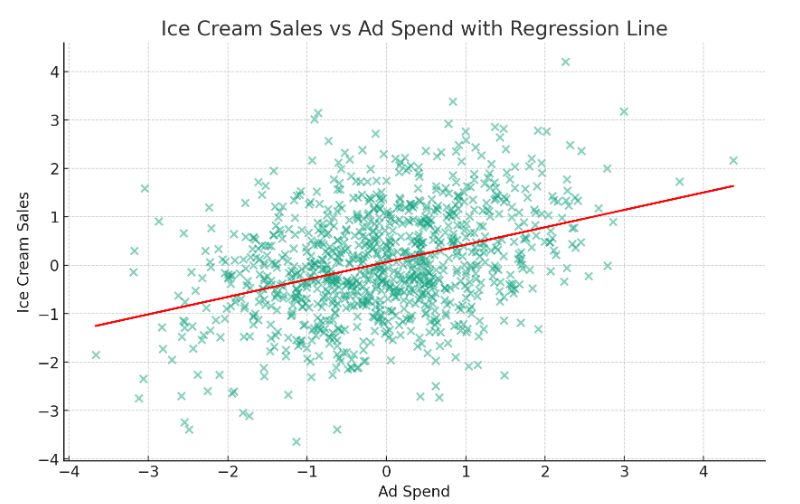 Ice Cream Sales vs Ad Spend with Regression Line
Ice Cream Sales
4
3
2
1
0
−1
−2
−3
−4
−4 −3 −2 −1 0 1 2 3 4
Ad Spend